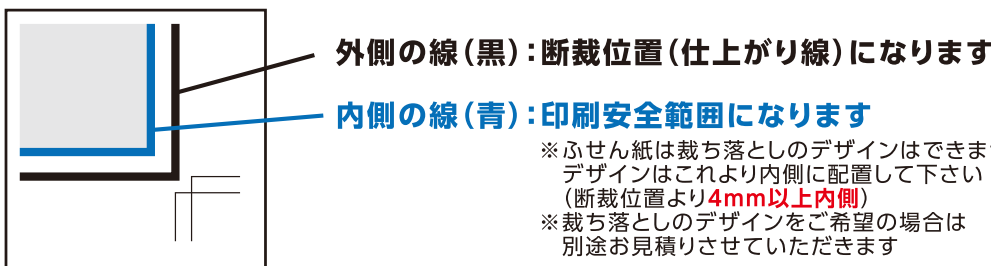 外側の線（黒）：断裁位置（仕上がり線）になります
内側の線（青）：印刷安全範囲になります
※ふせん紙は裁ち落としのデザインはできま
デザインはこれより内側に配置して下さい
（断裁位置より4mm以上内側）
※裁ち落としのデザインをご希望の場合は
別途お見積りさせていただきます